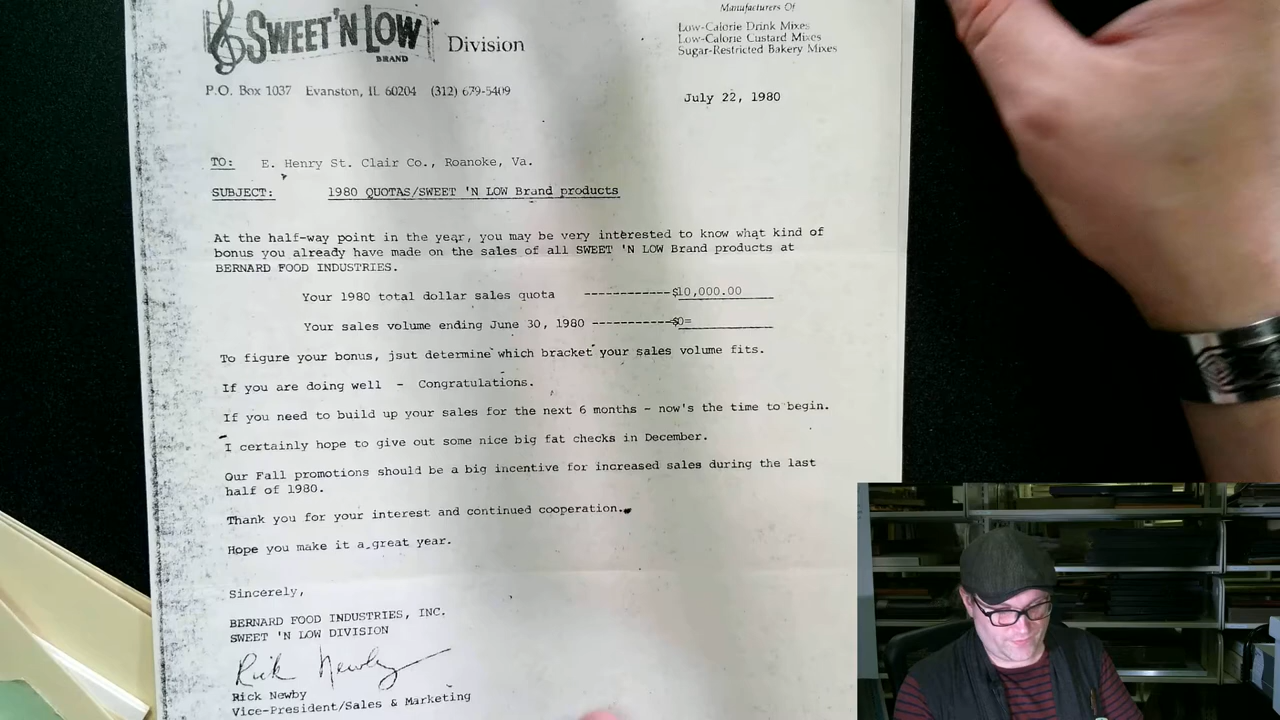 SWEET'N LOW
BRAND
Division
Manufacturers Of
Low-Calorie Drink Mixes
Low-Calorie Custard Mixes
Sugar-Restricted Bakery Mixes
P.O. Box 1037 Evanston, IL 60204 (312) 679-5409
July 22, 1980
TO: E. Henry St. Clair Co., Roanoke, Va.
SUBJECT: 1980 QUOTAS/SWEET 'N LOW Brand products
At the half-way point in the year, you may be very interested to know what kind of
bonus you already have made on the sales of all SWEET 'N LOW Brand products at
BERNARD FOOD INDUSTRIES.
Your 1980 total dollar sales quota ------------$10,000.00
Your sales volume ending June 30, 1980 ------------$0=
To figure your bonus, jsut determine which bracket your sales volume fits.
If you are doing well - Congratulations.
If you need to build up your sales for the next 6 months - now's the time to begin.
I certainly hope to give out some nice big fat checks in December.
Our Fall promotions should be a big incentive for increased sales during the last
half of 1980.
Thank you for your interest and continued cooperation.
Hope you make it a great year.
Sincerely,
BERNARD FOOD INDUSTRIES, INC.
SWEET 'N LOW DIVISION
Rick Newby
Rick Newby
Vice-President/Sales & Marketing